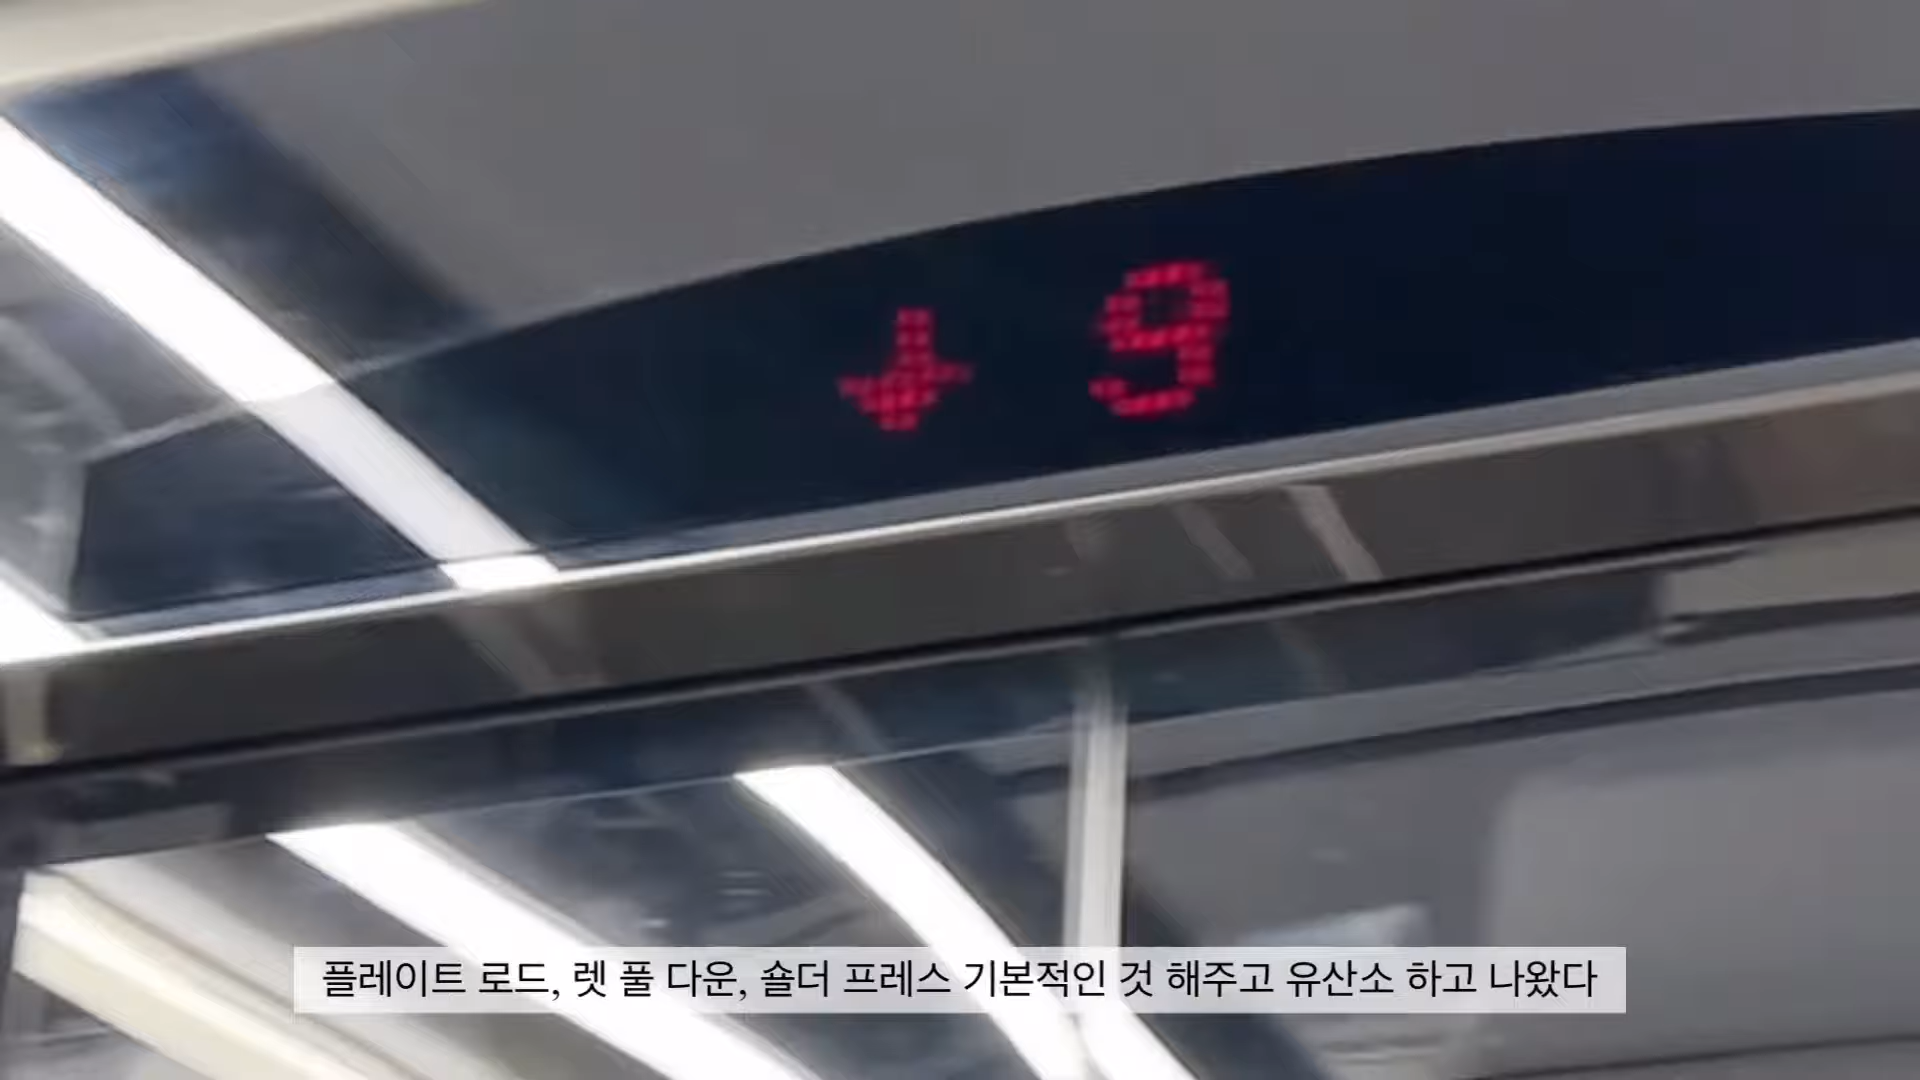 ↓ 9
플레이트 로드, 렛 풀 다운, 숄더 프레스 기본적인 것 해주고 유산소 하고 나왔다